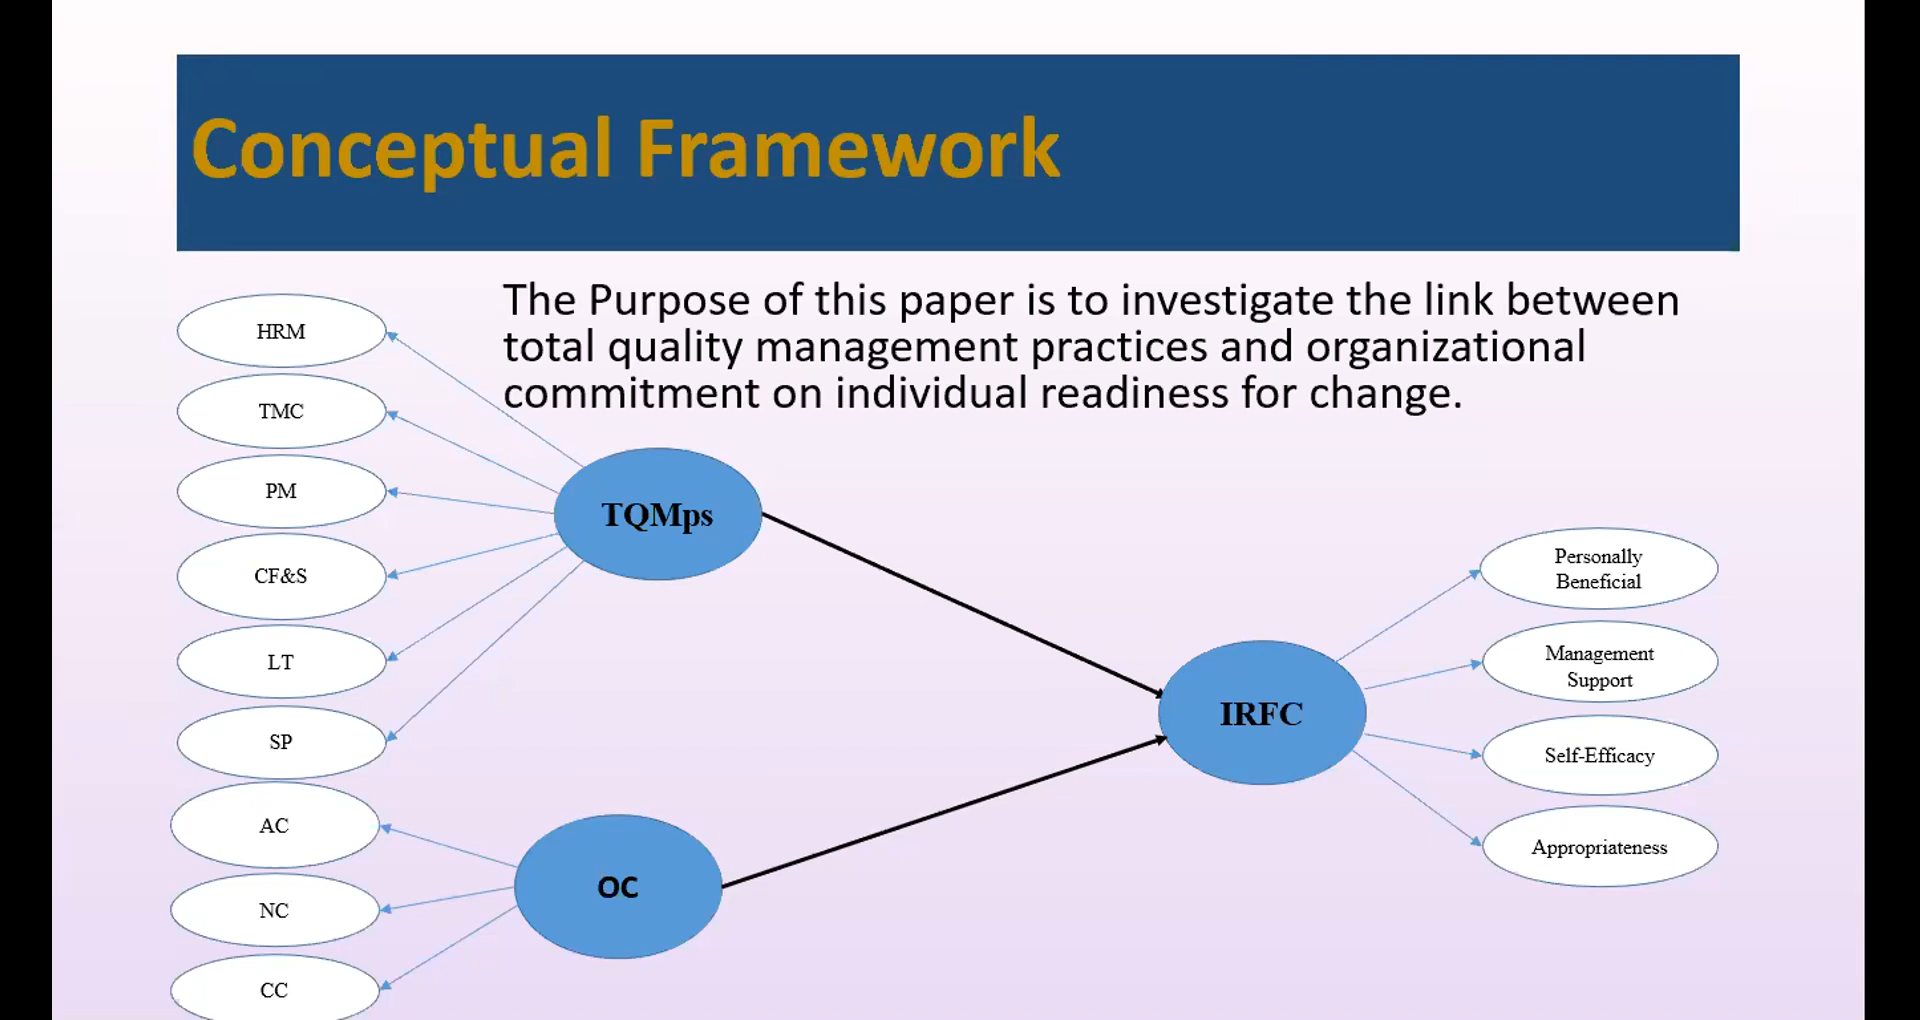 Conceptual Framework
The Purpose of this paper is to investigate the link between
total quality management practices and organizational
commitment on individual readiness for change.
HRM
TMC
PM
CF&S
LT
SP
AC
NC
CC
TQMps
OC
IRFC
Personally
Beneficial
Management
Support
Self-Efficacy
Appropriateness